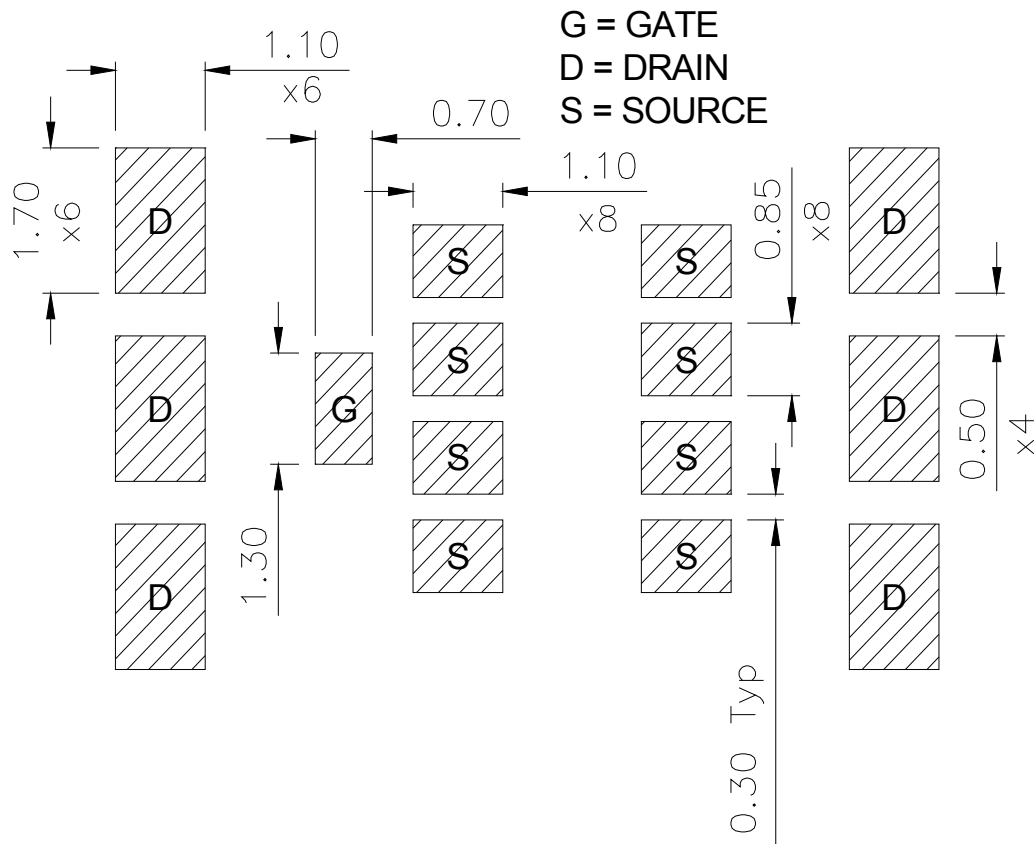 G = GATE
D = DRAIN
S = SOURCE
1.10
x6
0.70
1.10
x8
1.70
x6
0.85
x8
D
D
S
S
S
S
D
G
D
S
S
0.50
x4
1.30
S
S
D
D
0.30 Typ